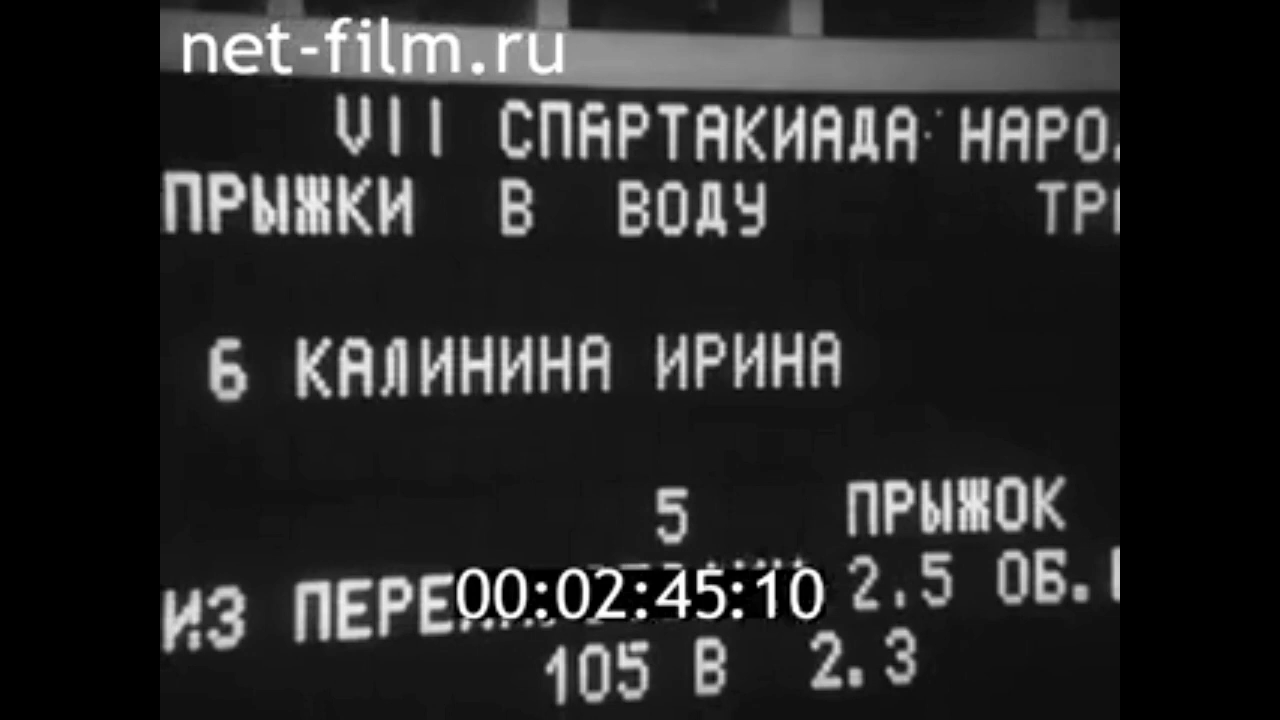 net-film.ru
VII СПАРТАКИАДА НАРО
ПРЫЖКИ В ВОДУ ТР
6 КАЛИНИНА ИРИНА
5 ПРЫЖОК
ИЗ ПЕРЕ 2.5 ОБ.
00:02:45:10
105 В 2.3